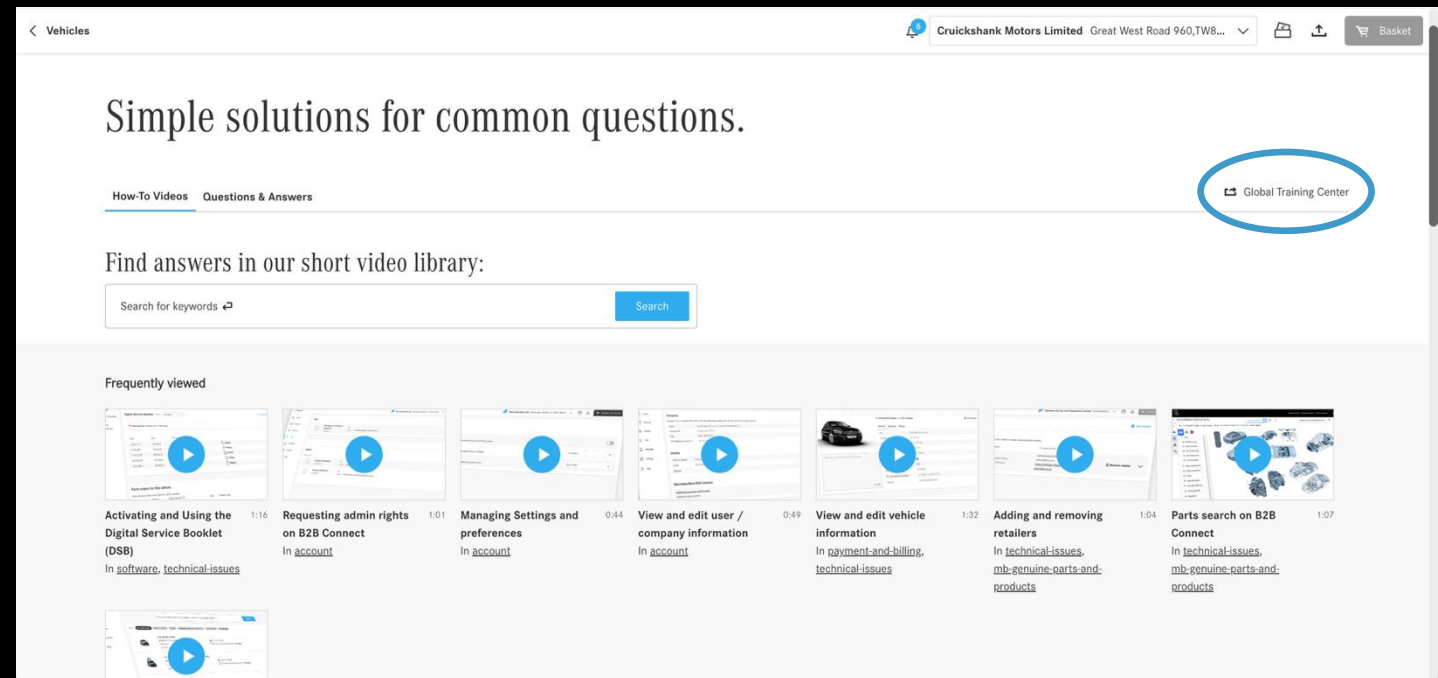 Vehicles
6
Cruickshank Motors Limited Great West Road 960,TW8...
Basket
Simple solutions for common questions.
How-To Videos Questions & Answers
Global Training Center
Find answers in our short video library:
Search for keywords
Search
Frequently viewed
Activating and Using the 1:16
Digital Service Booklet
(DSB)
In software, technical-issues
Requesting admin rights 1:01
on B2B Connect
In account
Managing Settings and 0:44
preferences
In account
View and edit user / 0:49
company information
In account
View and edit vehicle 1:32
information
In payment-and-billing,
technical-issues
Adding and removing 1:04
retailers
In technical-issues,
mb-genuine-parts-and-
products
Parts search on B2B 1:07
Connect
In technical-issues,
mb-genuine-parts-and-
products